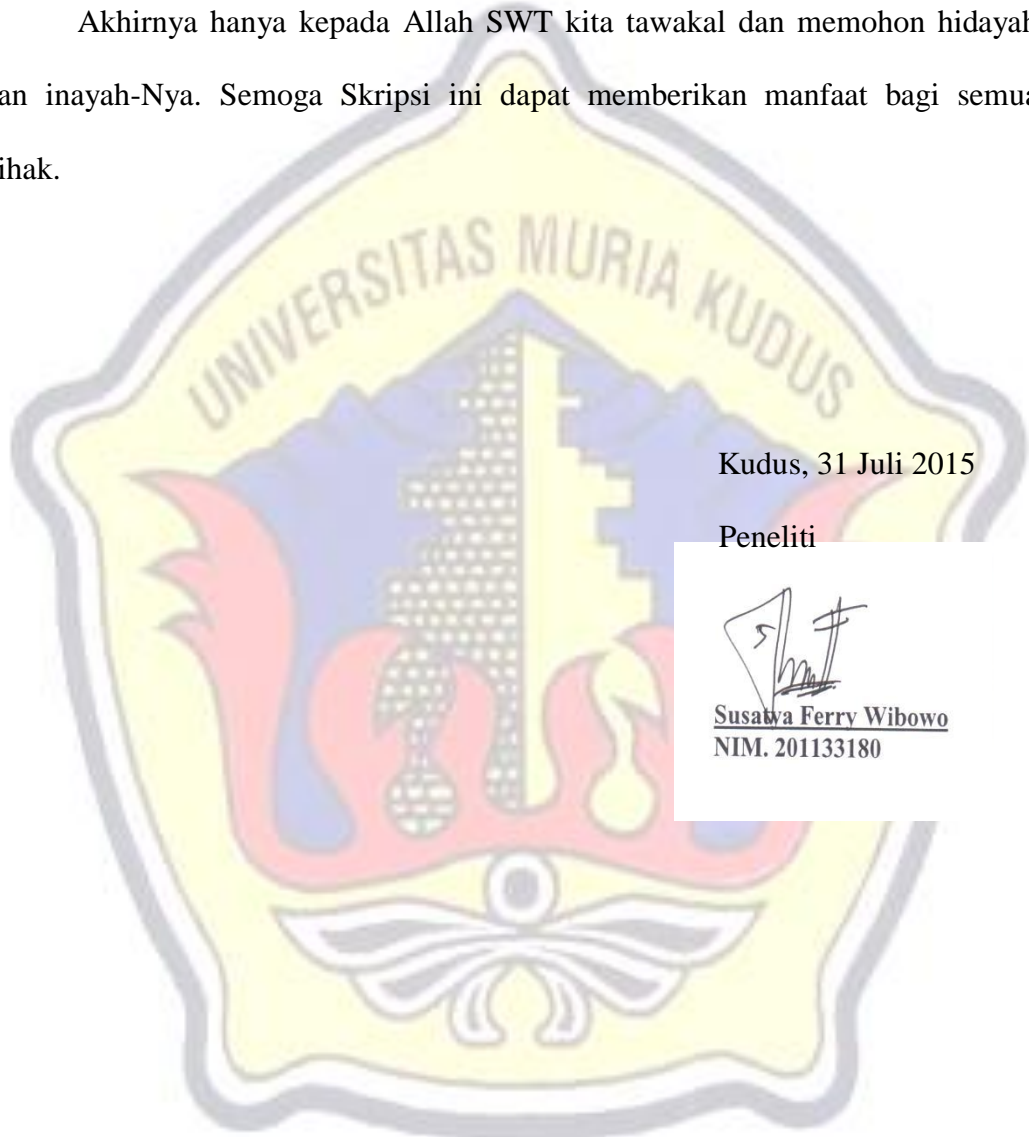 Akhirnya hanya kepada Allah SWT kita tawakal dan memohon hidayah
an inayah-Nya. Semoga Skripsi ini dapat memberikan manfaat bagi semua
ihak.
UNIVERSITAS MURIA KUDUS
Kudus, 31 Juli 2015
Peneliti
Susatya Ferry Wibowo
NIM. 201133180